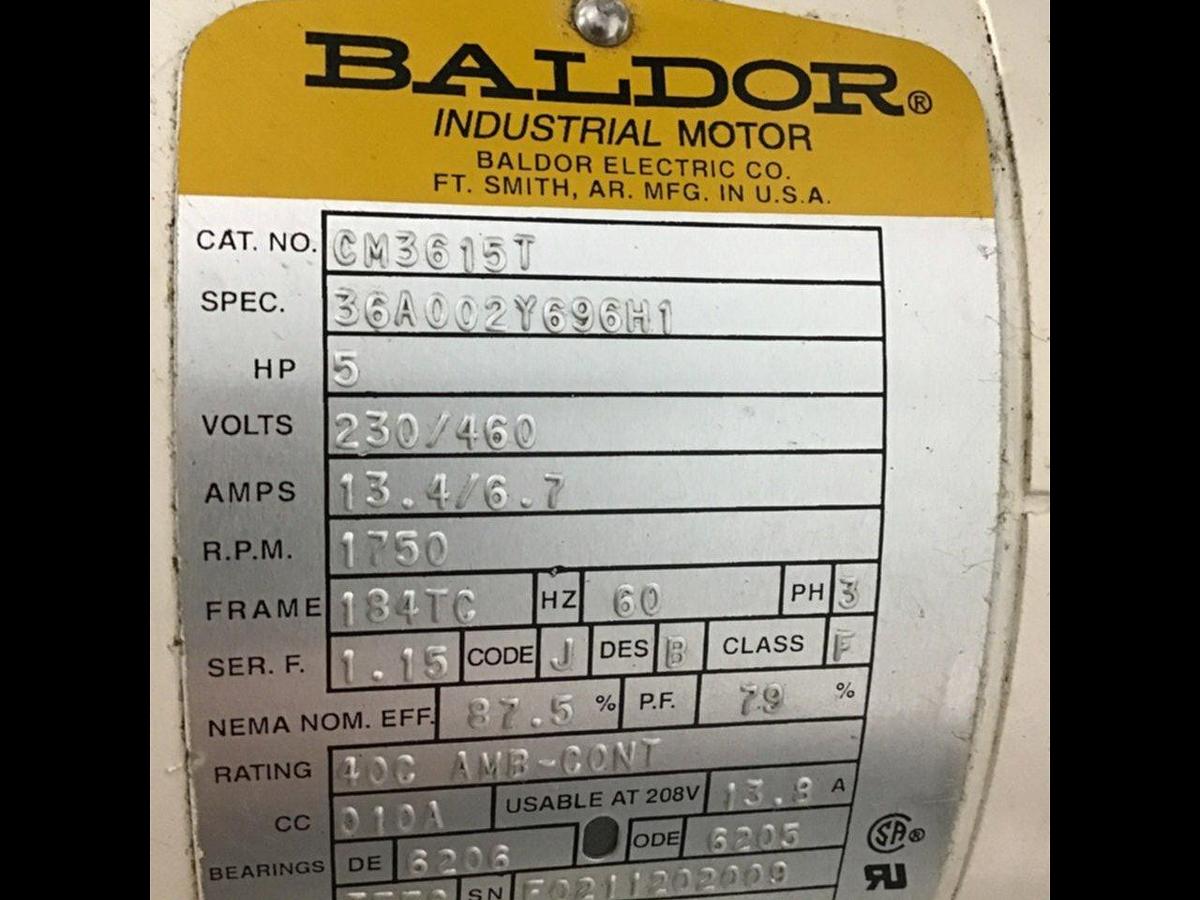 BALDOR®
INDUSTRIAL MOTOR
BALDOR ELECTRIC CO.
FT. SMITH, AR. MFG. IN U.S.A.
CAT. NO. CM3615T
SPEC. 36A002Y696H1
HP 5
VOLTS 230/460
AMPS 13.4/6.7
R.P.M. 1750
FRAME 184TC HZ 60 PH 3
SER. F. 1.15 CODE J DES B CLASS F
NEMA NOM. EFF. 87.5 % P.F. 79 %
RATING 40C AMB-CONT
CC 010A USABLE AT 208V 13.8 A
BEARINGS DE 6206 ODE 6205
SN F0211202009
SA®